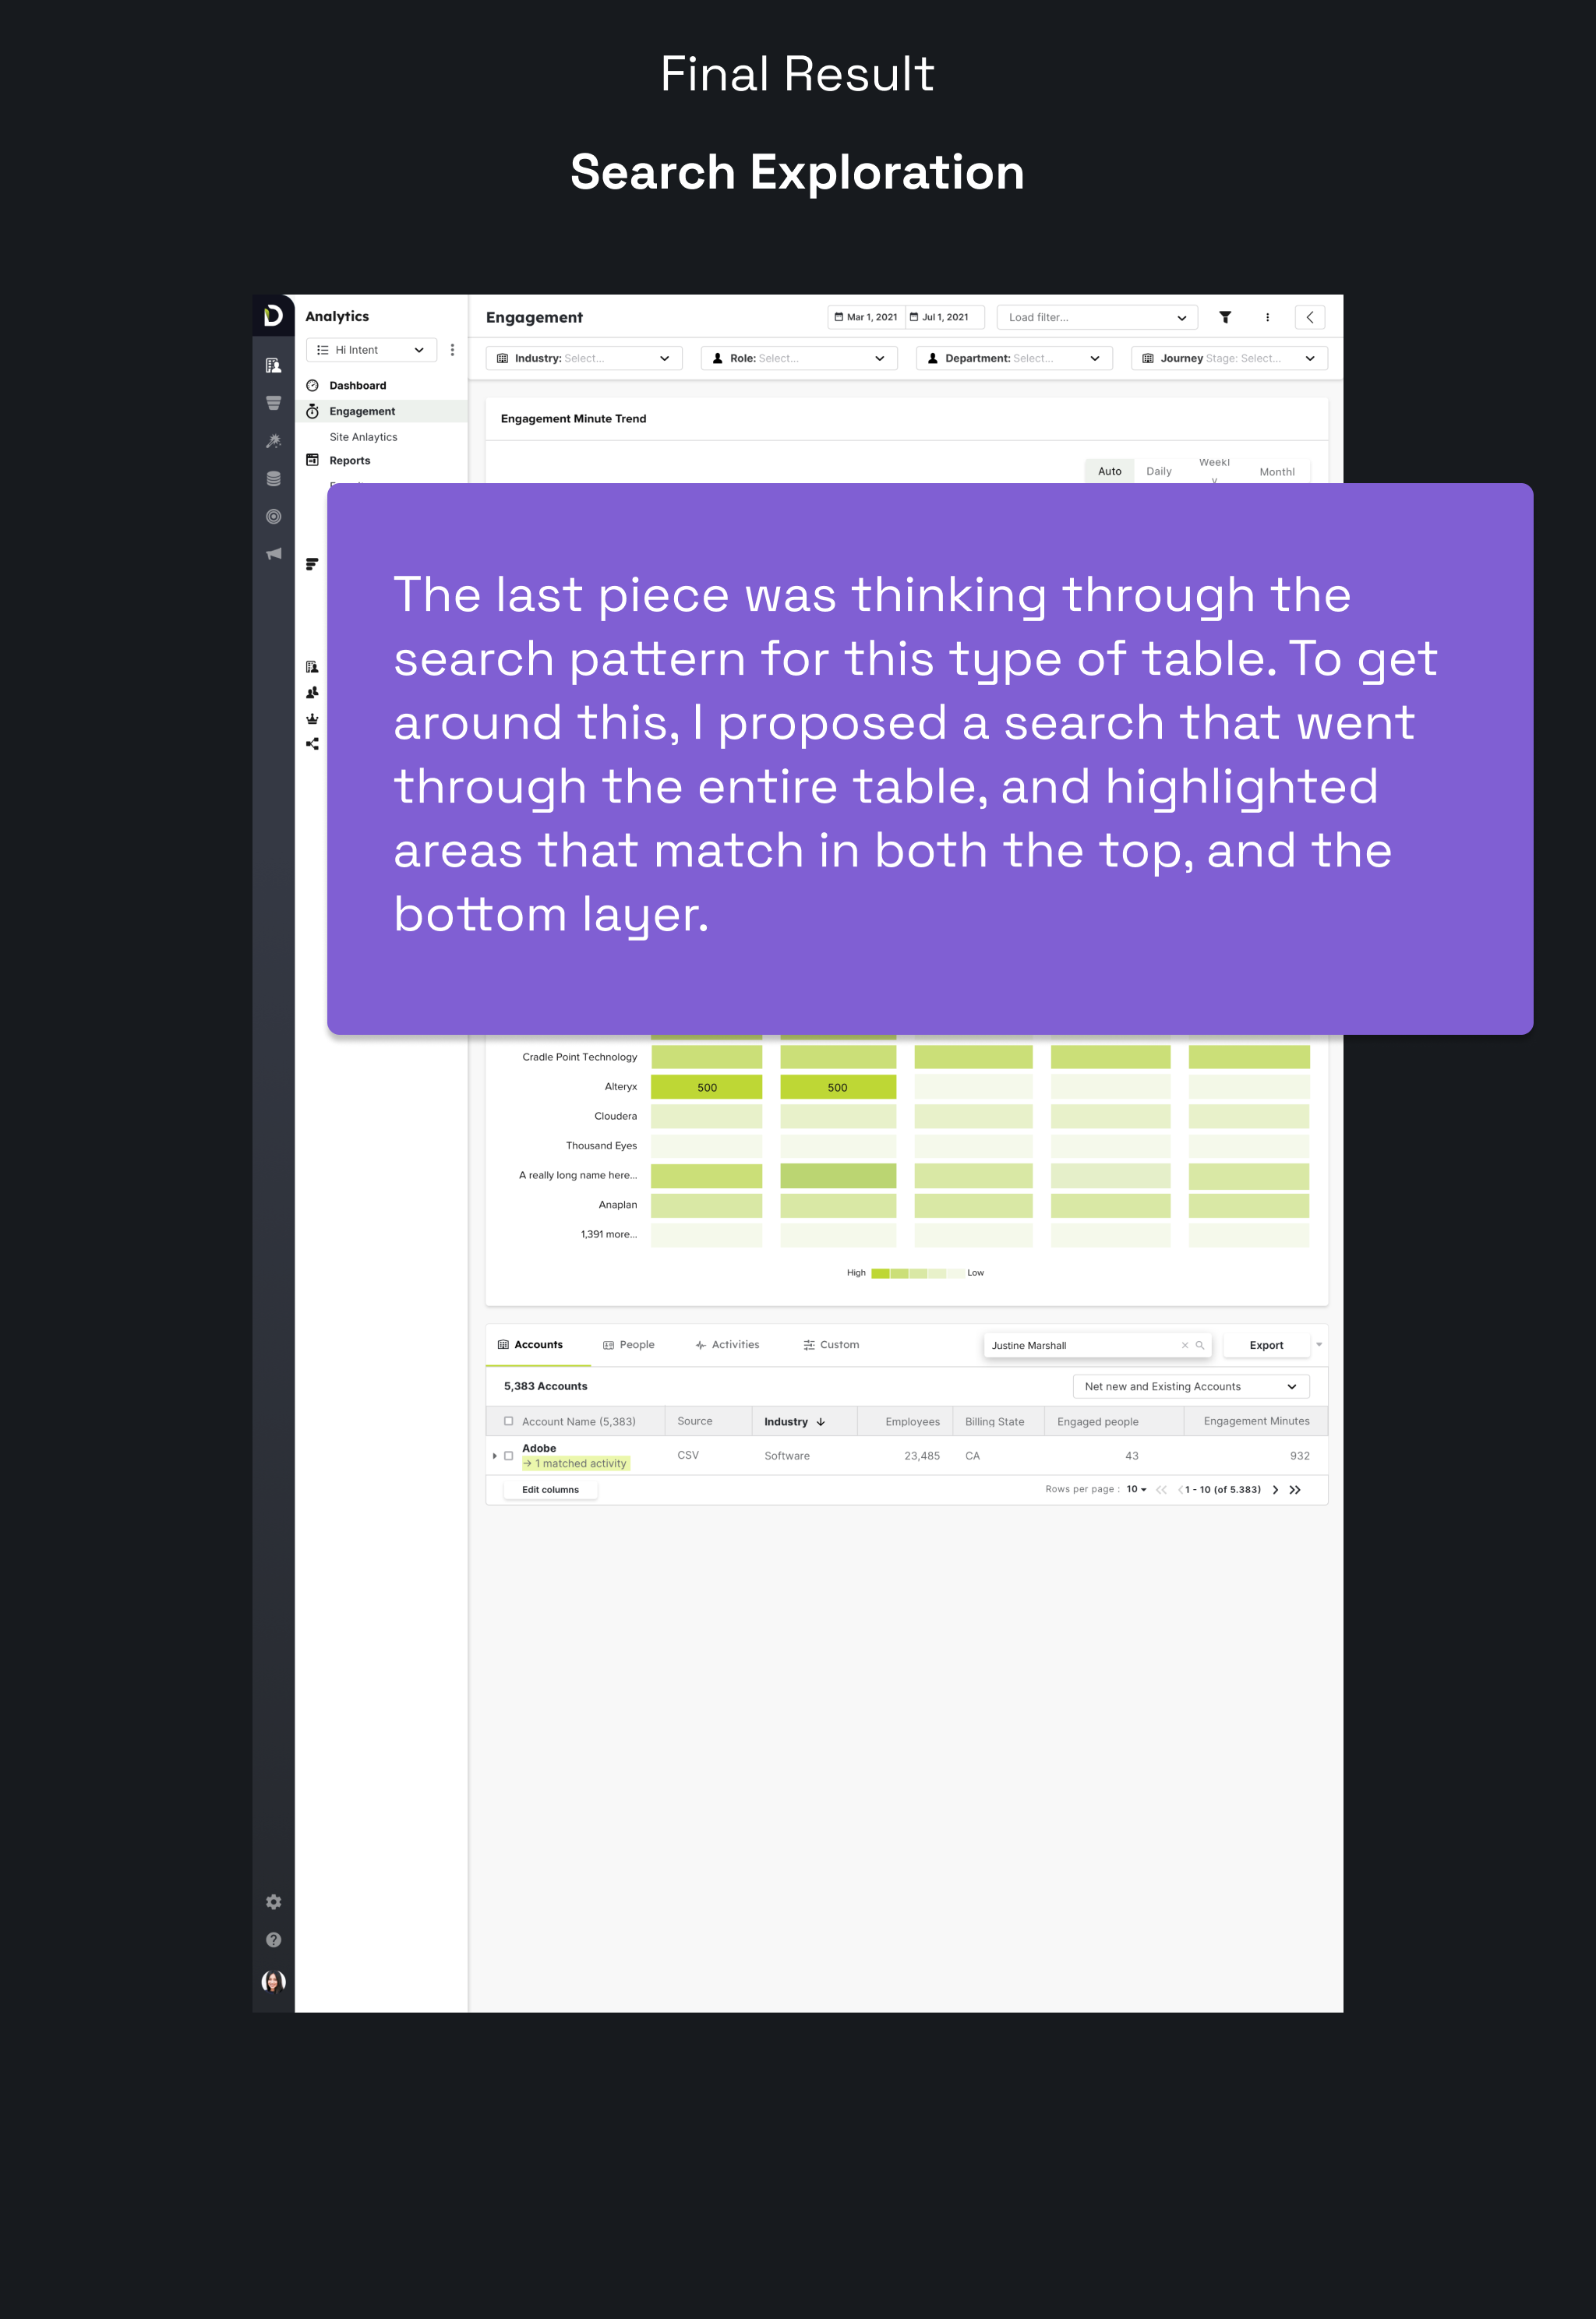 Final Result
Search Exploration
Analytics
Hi Intent
Dashboard
Engagement
Site Anlaytics
Reports
Engagement
Mar 1, 2021
Jul 1, 2021
Load filter...
Industry: Select...
Role: Select...
Department: Select...
Journey Stage: Select...
Engagement Minute Trend
Auto
Daily
Weekl
y
Monthl
The last piece was thinking through the
search pattern for this type of table. To get
around this, I proposed a search that went
through the entire table, and highlighted
areas that match in both the top, and the
bottom layer.
Cradle Point Technology
Alteryx 500 500
Cloudera
Thousand Eyes
A really long name here...
Anaplan
1,391 more...
High Low
Accounts People Activities Custom Justine Marshall Export
5,383 Accounts Net new and Existing Accounts
Account Name (5,383) Source Industry Employees Billing State Engaged people Engagement Minutes
Adobe
→ 1 matched activity
CSV Software 23,485 CA 43 932
Edit columns Rows per page : 10 1 - 10 (of 5.383)